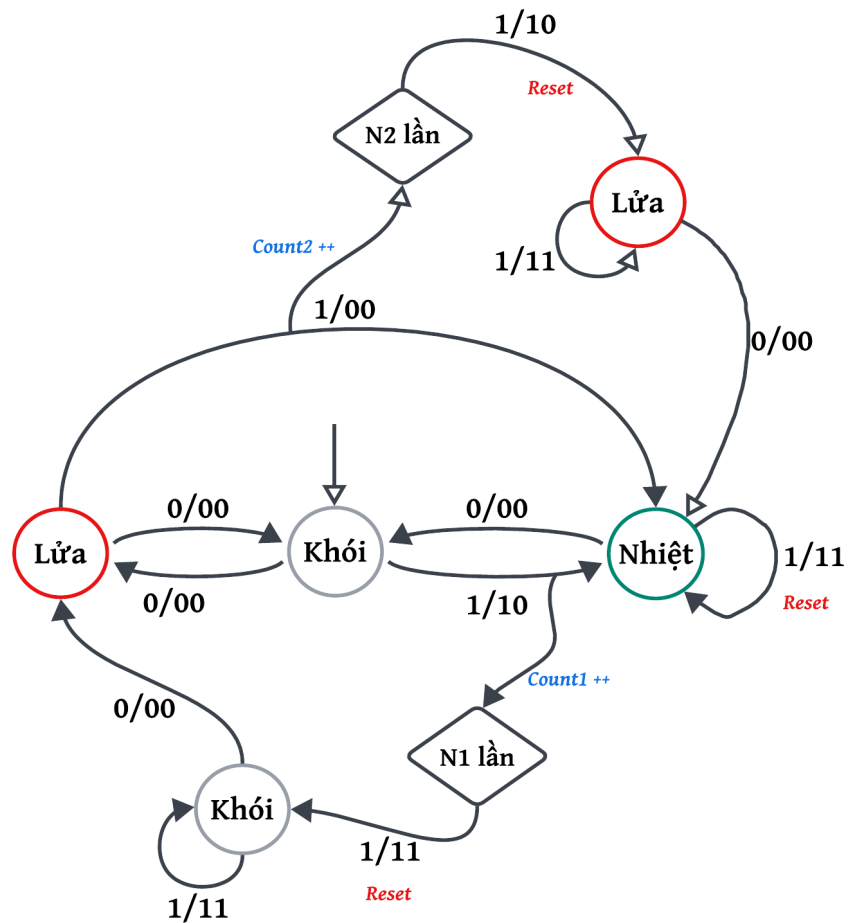 1/10
Reset
N2 lần
Lửa
Count2 ++
1/11
1/00
0/00
0/00
0/00
Lửa
Khói
Nhiệt
1/11
0/00
1/10
Reset
Count1 ++
0/00
N1 lần
Khói
1/11
Reset
1/11